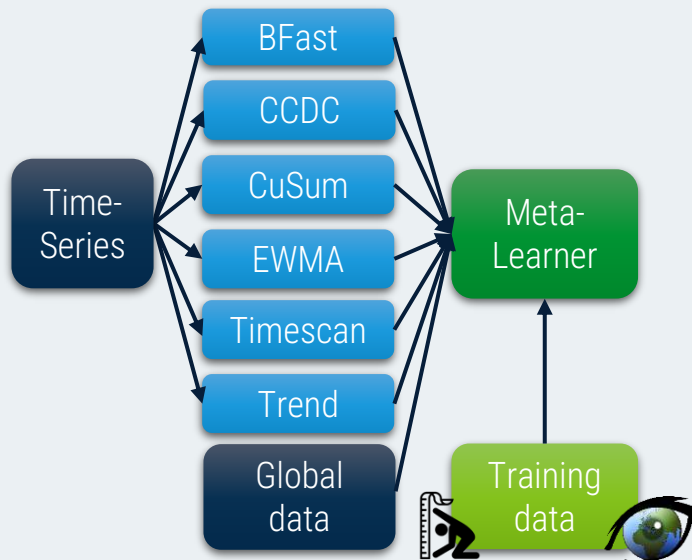 BFast
CCDC
CuSum
EWMA
Timescan
Trend
Global
data
Time-
Series
Meta-
Learner
Training
data